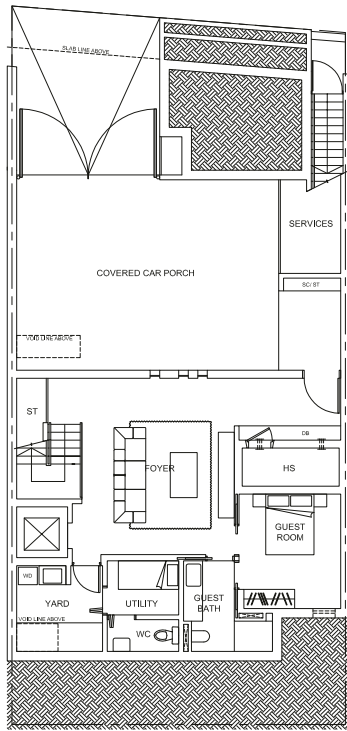 SLAB LINE ABOVE
SERVICES
COVERED CAR PORCH
SC/ ST
VOID LINE ABOVE
ST
DB
FOYER
HS
GUEST
ROOM
WD
YARD
UTILITY
GUEST
BATH
VOID LINE ABOVE
WC